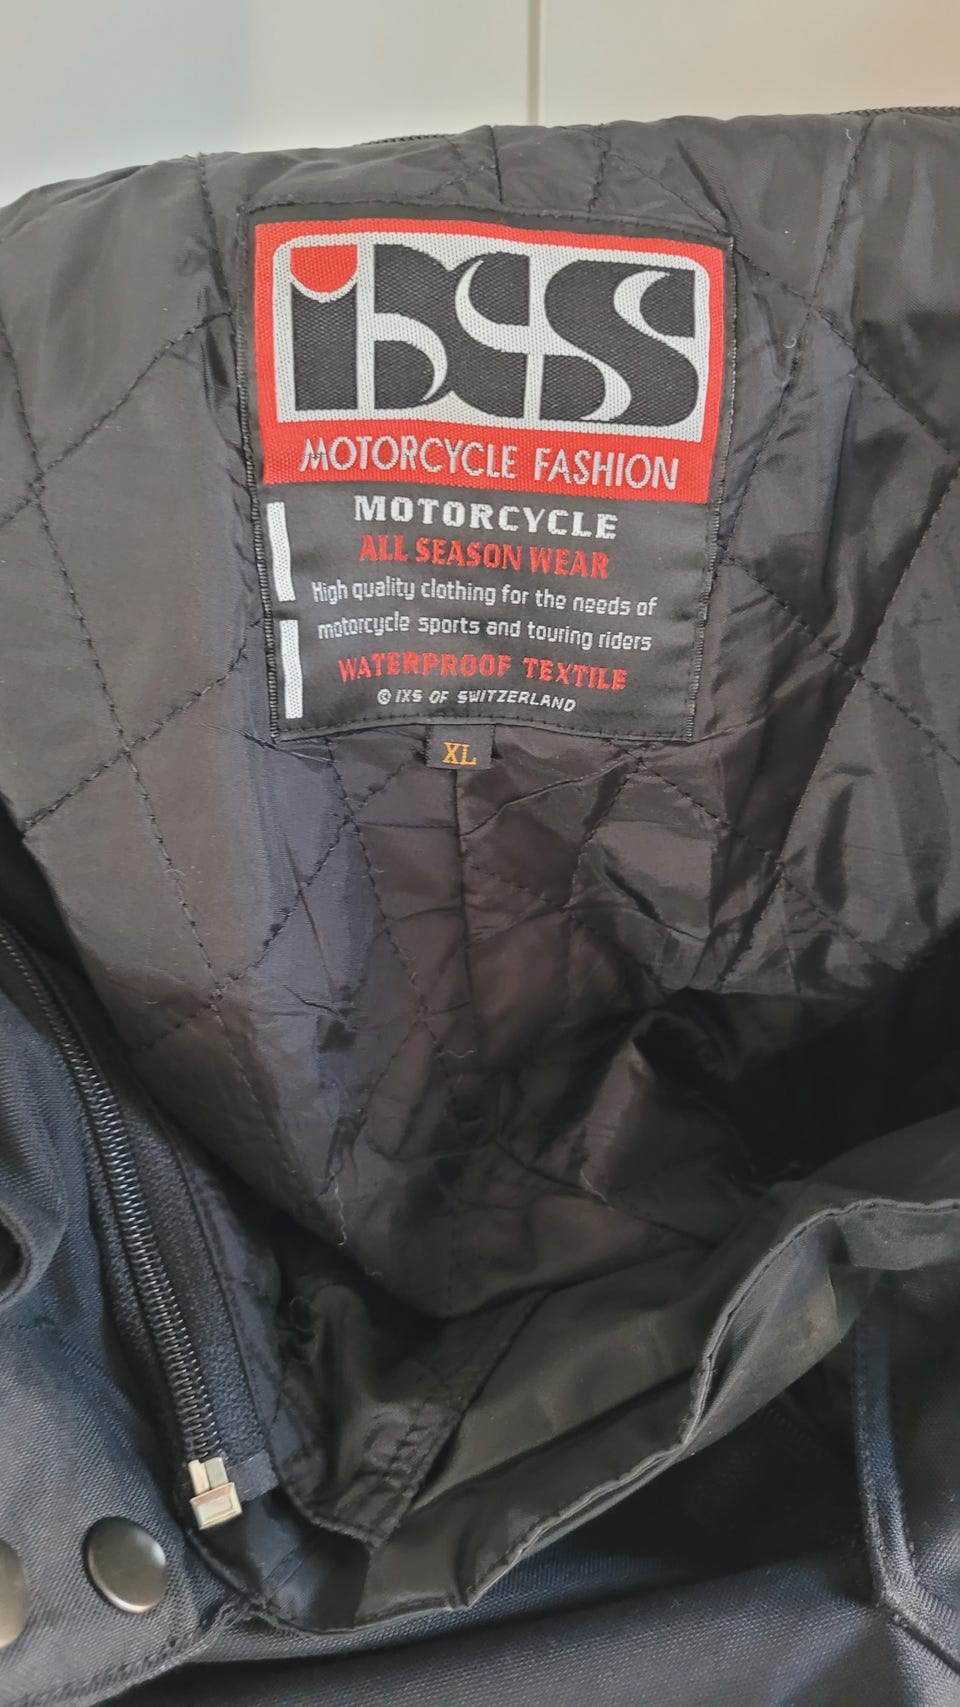 iXS
MOTORCYCLE FASHION
MOTORCYCLE
ALL SEASON WEAR
High quality clothing for the needs of
motorcycle sports and touring riders
WATERPROOF TEXTILE
© IXS OF SWITZERLAND
XL